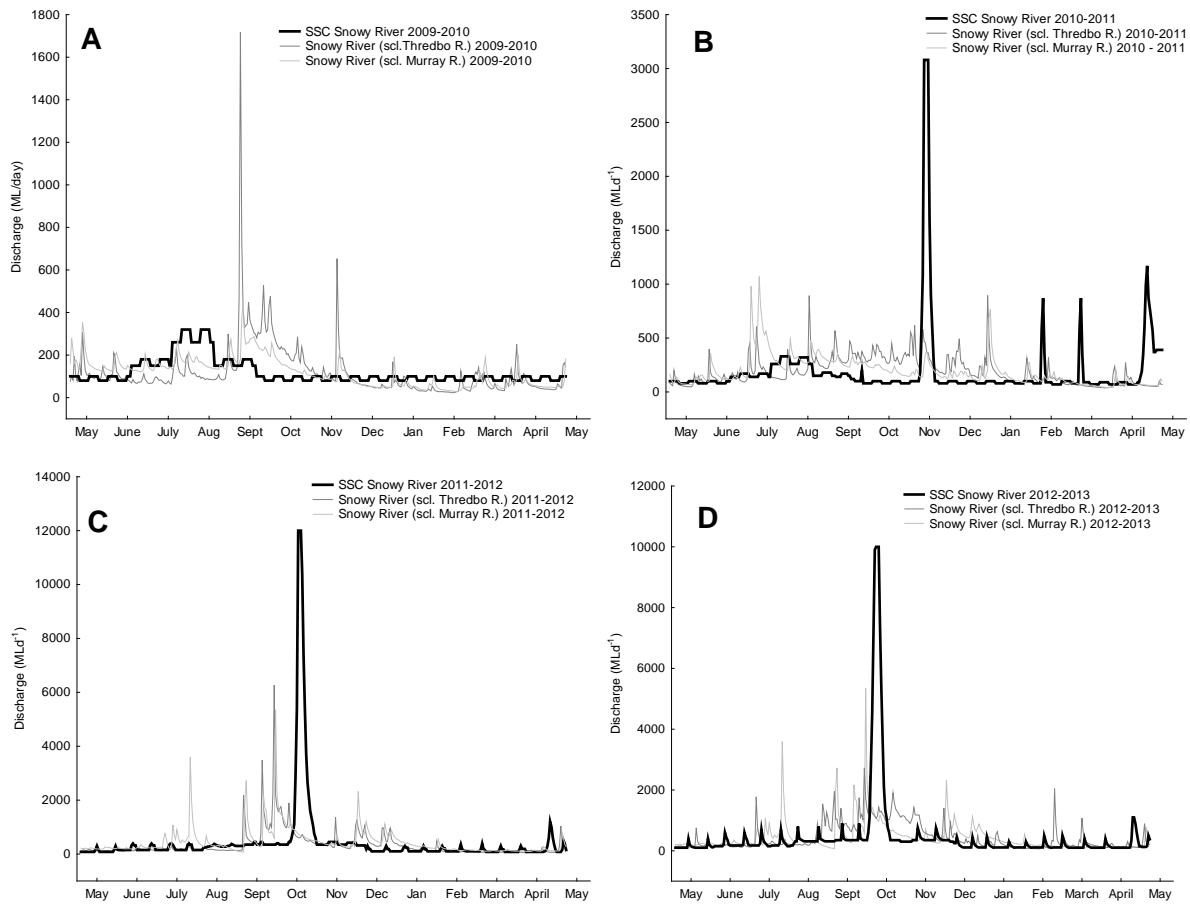 A
SSC Snowy River 2009-2010
Snowy River (scl.Thredbo R.) 2009-2010
Snowy River (scl. Murray R.) 2009-2010
1800
1600
1400
1200
1000
800
600
400
200
0
Discharge (ML/day)
May June July Aug Sept Oct Nov Dec Jan Feb March April May
B
SSC Snowy River 2010-2011
Snowy River (scl. Thredbo R.) 2010-2011
Snowy River (scl. Murray R.) 2010 - 2011
3500
3000
2500
3500
1500
1000
500
0
Discharge (MLd-1)
May June July Aug Sept Oct Nov Dec Jan Feb March April May
C
SSC Snowy River 2011-2012
Snowy River (scl. Thredbo R.) 2011-2012
Snowy River (scl. Murray R.) 2011-2012
14000
12000
10000
8000
6000
4000
2000
0
Discharge (MLd-1)
May June July Aug Sept Oct Nov Dec Jan Feb March April May
D
SSC Snowy River 2012-2013
Snowy River (scl. Thredbo R.) 2012-2013
Snowy River (scl. Murray R.) 2012-2013
12000
10000
8000
6000
4000
2000
0
Discharge (MLd-1)
May June July Aug Sept Oct Nov Dec Jan Feb March April May